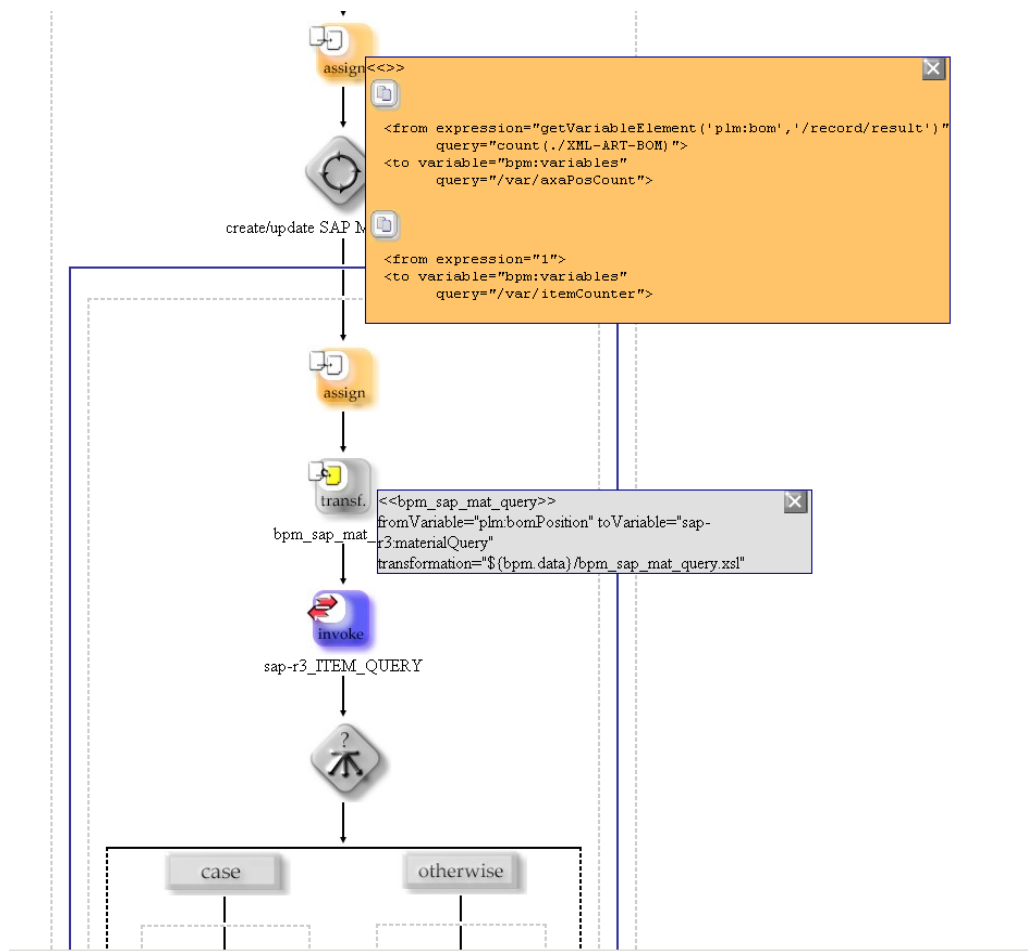 assign
<<>>
<from expression="getVariableElement('plm:bom','/record/result')"
query="count(./XML-ART-BOM)">
<to variable="bpm:variables"
query="/var/axaPosCount">
create/update SAP M
<from expression="1">
<to variable="bpm:variables"
query="/var/itemCounter">
assign
transf.
bpm_sap_mat_
<<bpm_sap_mat_query>>
fromVariable="plm:bomPosition" toVariable="sap-
r3:materialQuery"
transformation="${bpm.data}/bpm_sap_mat_query.xsl"
invoke
sap-r3_ITEM_QUERY
?
case
otherwise